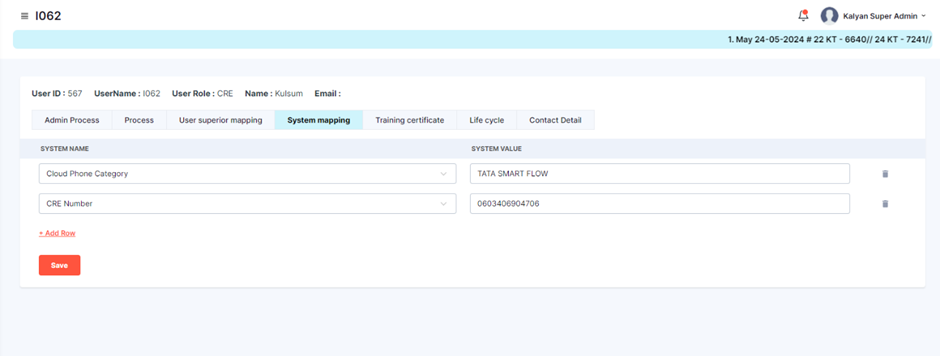 I062
Kalyan Super Admin
1. May 24-05-2024 # 22 KT - 6640// 24 KT - 7241//
User ID : 567 UserName : I062 User Role : CRE Name : Kulsum Email :
Admin Process Process User superior mapping System mapping Training certificate Life cycle Contact Detail
SYSTEM NAME SYSTEM VALUE
Cloud Phone Category TATA SMART FLOW
CRE Number 0603406904706
+ Add Row
Save